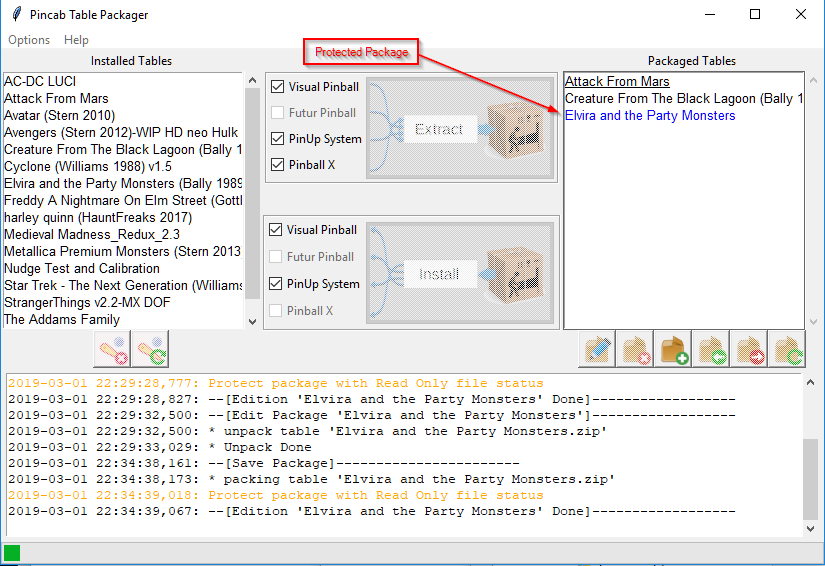 Pincab Table Packager
Options Help
Protected Package
Installed Tables
Packaged Tables
AC-DC LUCI
Attack From Mars
Avatar (Stern 2010)
Avengers (Stern 2012)-WIP HD neo Hulk
Creature From The Black Lagoon (Bally 1
Cyclone (Williams 1988) v1.5
Elvira and the Party Monsters (Bally 1989
Freddy A Nightmare On Elm Street (Gottl
harley quinn (HauntFreaks 2017)
Medieval Madness_Redux_2.3
Metallica Premium Monsters (Stern 2013
Nudge Test and Calibration
Star Trek - The Next Generation (Williams
StrangerThings v2.2-MX DOF
The Addams Family
Visual Pinball
Futur Pinball
PinUp System
Pinball X
Extract
Visual Pinball
Futur Pinball
PinUp System
Pinball X
Install
Attack From Mars
Creature From The Black Lagoon (Bally 1
Elvira and the Party Monsters
2019-03-01 22:29:28,777: Protect package with Read Only file status
2019-03-01 22:29:28,827: --[Edition 'Elvira and the Party Monsters' Done]------------------
2019-03-01 22:29:32,500: --[Edit Package 'Elvira and the Party Monsters']------------------
2019-03-01 22:29:32,500: * unpack table 'Elvira and the Party Monsters.zip'
2019-03-01 22:29:33,029: * Unpack Done
2019-03-01 22:34:38,161: --[Save Package]-----------------------
2019-03-01 22:34:38,173: * packing table 'Elvira and the Party Monsters.zip'
2019-03-01 22:34:39,018: Protect package with Read Only file status
2019-03-01 22:34:39,067: --[Edition 'Elvira and the Party Monsters' Done]------------------